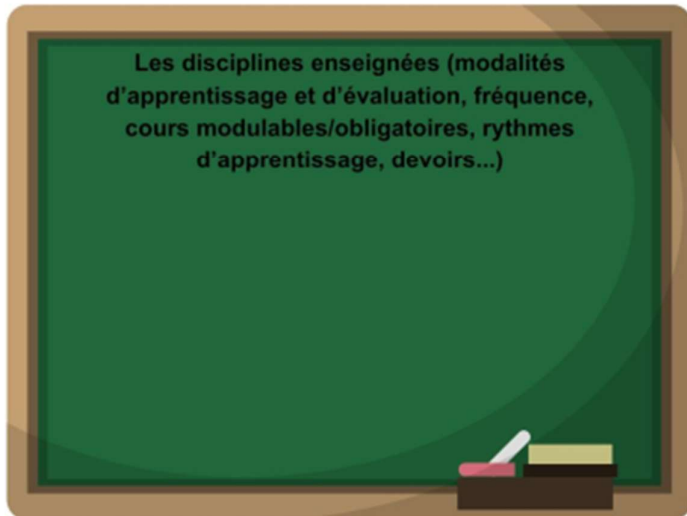 Les disciplines enseignées (modalités
d'apprentissage et d'évaluation, fréquence,
cours modulables/obligatoires, rythmes
d'apprentissage, devoirs...)